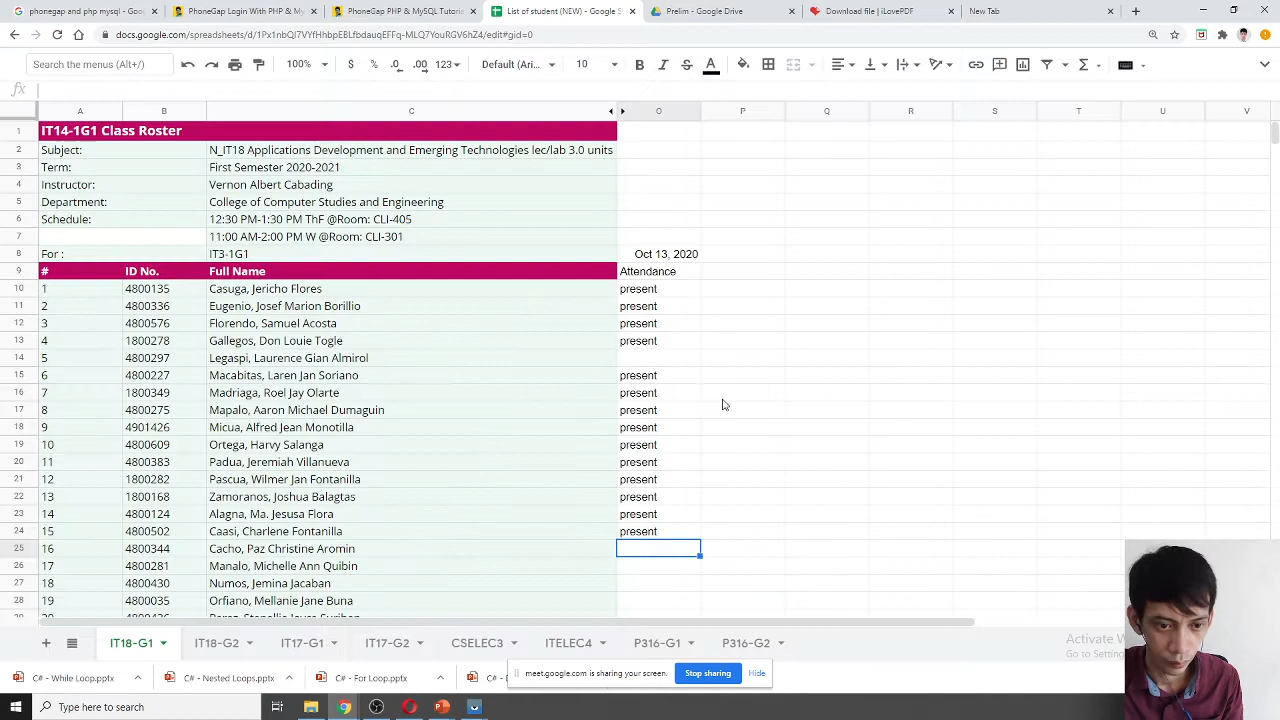 phonegap and php mysql - Google
PhoneGap Login With PHP & My
PhoneGap PHP & MySQL Tutoria
List of student (NEW) - Google S
Prelim - Google Drive
Download file | iLovePDF
New Tab
docs.google.com/spreadsheets/d/1Px1nbQI7VYfHhbpEBLfbdauqEFFq-MLQ7YouRGV6hZ4/edit#gid=0
Search the menus (Alt+/)
100%
$ % .0 .00 123
Default (Ari...
10
B S A
fx
A B C O P Q R S T U V
1 IT14-1G1 Class Roster
2 Subject: N_IT18 Applications Development and Emerging Technologies lec/lab 3.0 units
3 Term: First Semester 2020-2021
4 Instructor: Vernon Albert Cabading
5 Department: College of Computer Studies and Engineering
6 Schedule: 12:30 PM-1:30 PM ThF @Room: CLI-405
7 11:00 AM-2:00 PM W @Room: CLI-301
8 For : IT3-1G1 Oct 13, 2020
9 # ID No. Full Name Attendance
10 1 4800135 Casuga, Jericho Flores present
11 2 4800336 Eugenio, Josef Marion Borillio present
12 3 4800576 Florendo, Samuel Acosta present
13 4 1800278 Gallegos, Don Louie Togle present
14 5 4800297 Legaspi, Laurence Gian Almirol
15 6 4800227 Macabitas, Laren Jan Soriano present
16 7 1800349 Madriaga, Roel Jay Olarte present
17 8 4800275 Mapalo, Aaron Michael Dumaguin present
18 9 4901426 Micua, Alfred Jean Monotilla present
19 10 4800609 Ortega, Harvy Salanga present
20 11 4800383 Padua, Jeremiah Villanueva present
21 12 1800282 Pascua, Wilmer Jan Fontanilla present
22 13 1800168 Zamoranos, Joshua Balagtas present
23 14 4800124 Alagna, Ma. Jesusa Flora present
24 15 4800502 Caasi, Charlene Fontanilla present
25 16 4800344 Cacho, Paz Christine Aromin
26 17 4800281 Manalo, Michelle Ann Quibin
27 18 4800430 Numos, Jemina Jacaban
28 19 4800035 Orfiano, Mellanie Jane Buna
IT18-G1 IT18-G2 IT17-G1 IT17-G2 CSELEC3 ITELEC4 P316-G1 P316-G2
Activate W
Go to Setting
C# - While Loop.pptx
C# - Nested Loops.pptx
C# - For Loop.pptx
C# - 
meet.google.com is sharing your screen.
Stop sharing
Hide
Type here to search